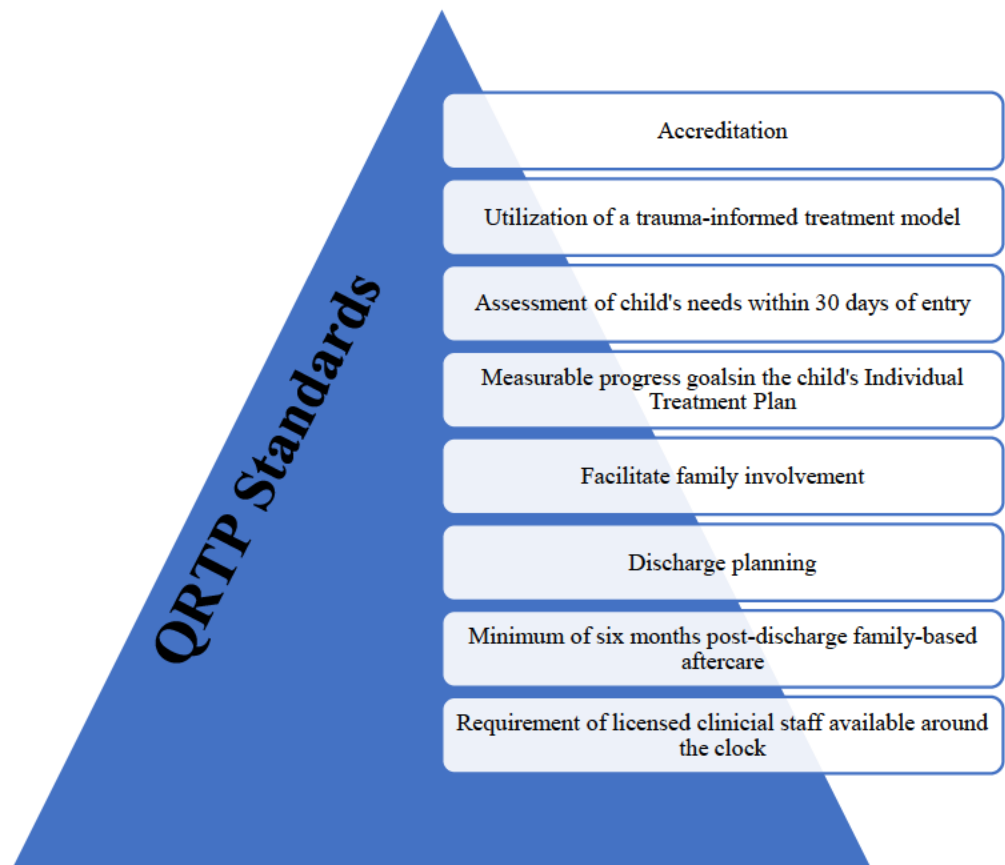 QRTP Standards
Accreditation
Utilization of a trauma-informed treatment model
Assessment of child's needs within 30 days of entry
Measurable progress goalsin the child's Individual
Treatment Plan
Facilitate family involvement
Discharge planning
Minimum of six months post-discharge family-based
aftercare
Requirement of licensed clinicial staff available around
the clock